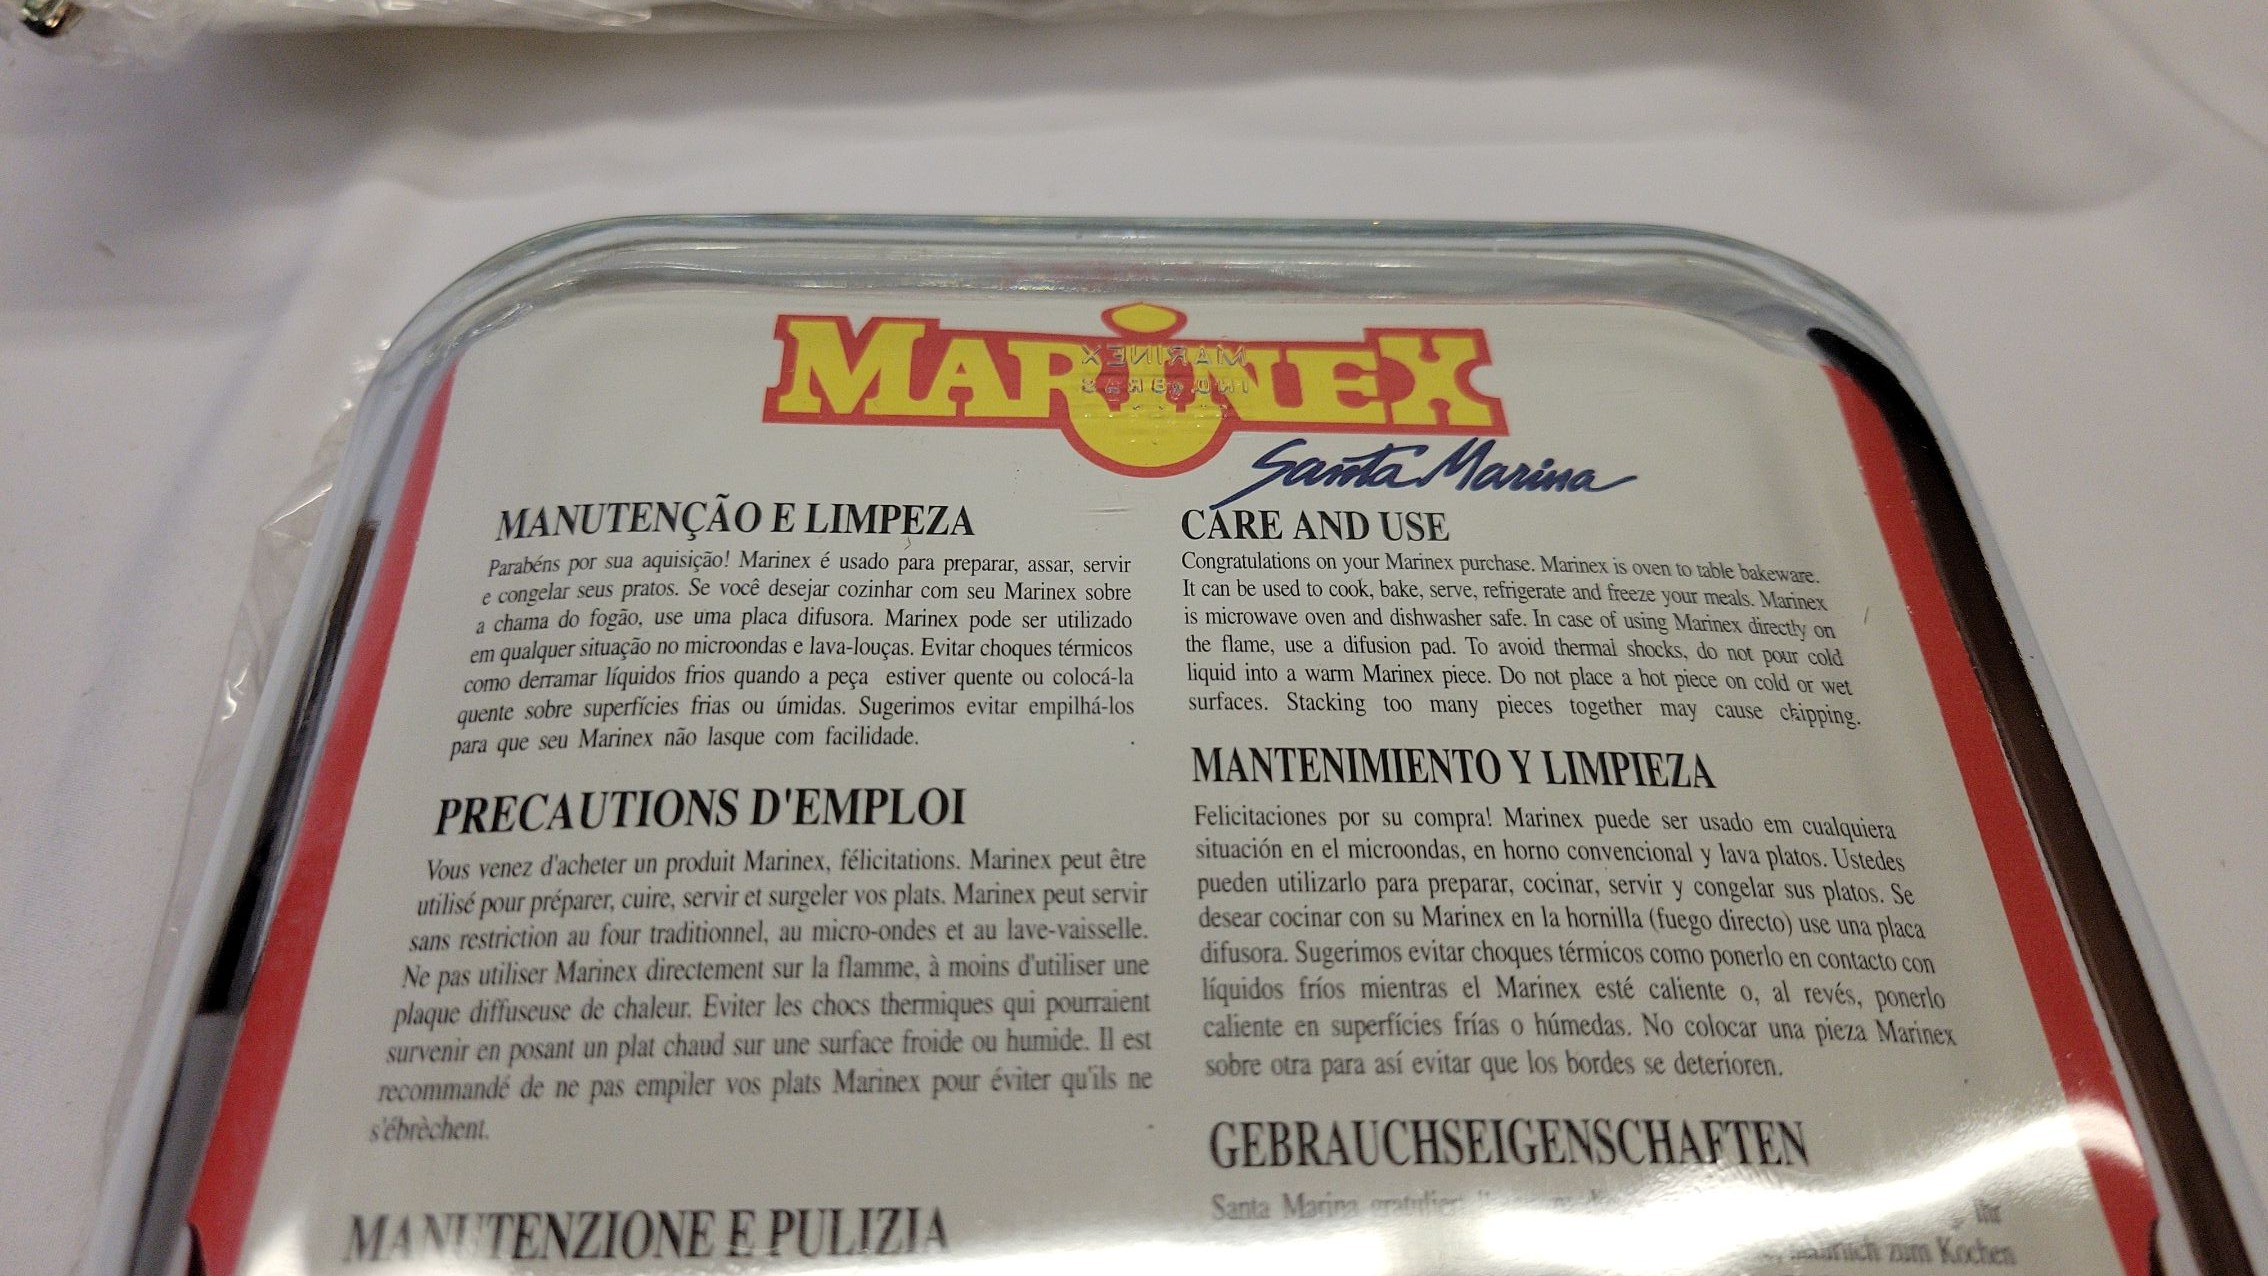 MARINEX
MARINEX
IND. BRAS
Santa Marina
MANUTENÇÃO E LIMPEZA
Parabéns por sua aquisição! Marinex é usado para preparar, assar, servir
e congelar seus pratos. Se você desejar cozinhar com seu Marinex sobre
a chama do fogão, use uma placa difusora. Marinex pode ser utilizado
em qualquer situação no microondas e lava-louças. Evitar choques térmicos
como derramar líquidos frios quando a peça estiver quente ou colocá-la
quente sobre superfícies frias ou úmidas. Sugerimos evitar empilhá-los
para que seu Marinex não lasque com facilidade.
PRECAUTIONS D'EMPLOI
Vous venez d'acheter un produit Marinex, félicitations. Marinex peut être
utilisé pour préparer, cuire, servir et surgeler vos plats. Marinex peut servir
sans restriction au four traditionnel, au micro-ondes et au lave-vaisselle.
Ne pas utiliser Marinex directement sur la flamme, à moins d'utiliser une
plaque diffuseuse de chaleur. Eviter les chocs thermiques qui pourraient
survenir en posant un plat chaud sur une surface froide ou humide. Il est
recommandé de ne pas empiler vos plats Marinex pour éviter qu'ils ne
s'ébrèchent.
MANUTENZIONE E PULIZIA
CARE AND USE
Congratulations on your Marinex purchase. Marinex is oven to table bakeware.
It can be used to cook, bake, serve, refrigerate and freeze your meals. Marinex
is microwave oven and dishwasher safe. In case of using Marinex directly on
the flame, use a difusion pad. To avoid thermal shocks, do not pour cold
liquid into a warm Marinex piece. Do not place a hot piece on cold or wet
surfaces. Stacking too many pieces together may cause chipping.
MANTENIMIENTO Y LIMPIEZA
Felicitaciones por su compra! Marinex puede ser usado em cualquiera
situación en el microondas, en horno convencional y lava platos. Ustedes
pueden utilizarlo para preparar, cocinar, servir y congelar sus platos. Se
desear cocinar con su Marinex en la hornilla (fuego directo) use una placa
difusora. Sugerimos evitar choques térmicos como ponerlo en contacto con
líquidos fríos mientras el Marinex esté caliente o, al revés, ponerlo
caliente en superfícies frías o húmedas. No colocar una pieza Marinex
sobre otra para así evitar que los bordes se deterioren.
GEBRAUCHSEIGENSCHAFTEN
Santa Marina gratuliert Ihr
zum Kochen